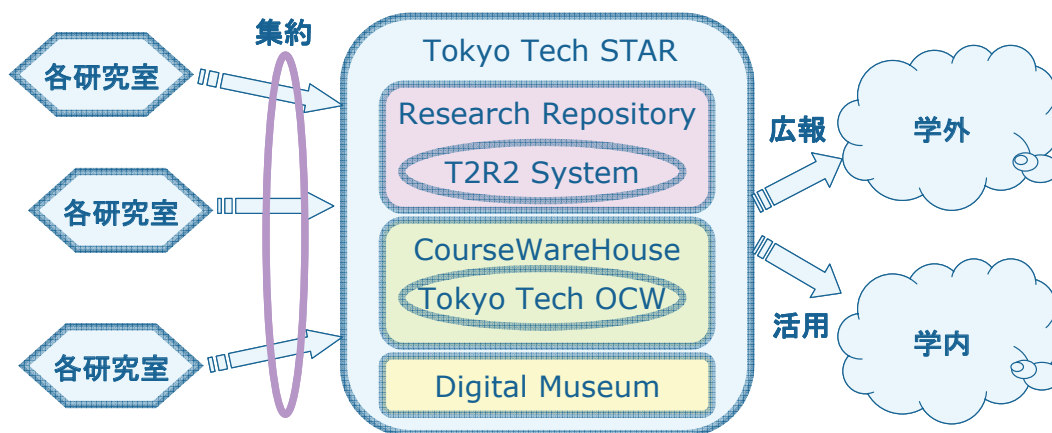 集約
各研究室
各研究室
各研究室
Tokyo Tech STAR
Research Repository
T2R2 System
CourseWareHouse
Tokyo Tech OCW
Digital Museum
広報
学外
活用
学内